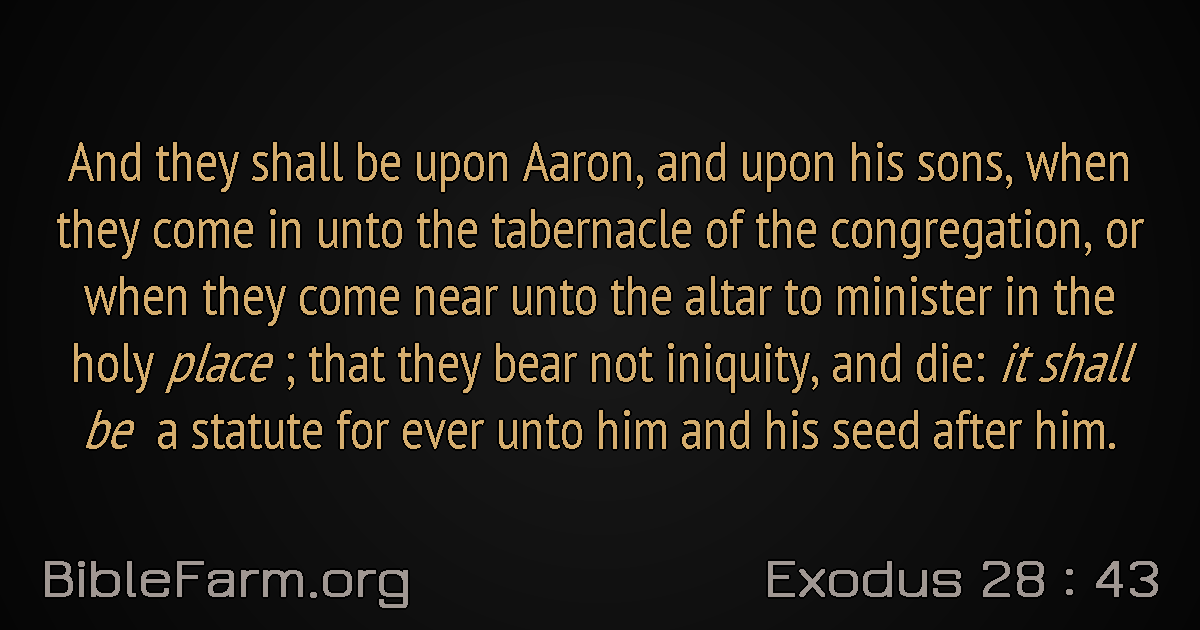 And they shall be upon Aaron, and upon his sons, when
they come in unto the tabernacle of the congregation, or
when they come near unto the altar to minister in the
holy place ; that they bear not iniquity, and die: it shall
be a statute for ever unto him and his seed after him.
BibleFarm.org
Exodus 28 : 43